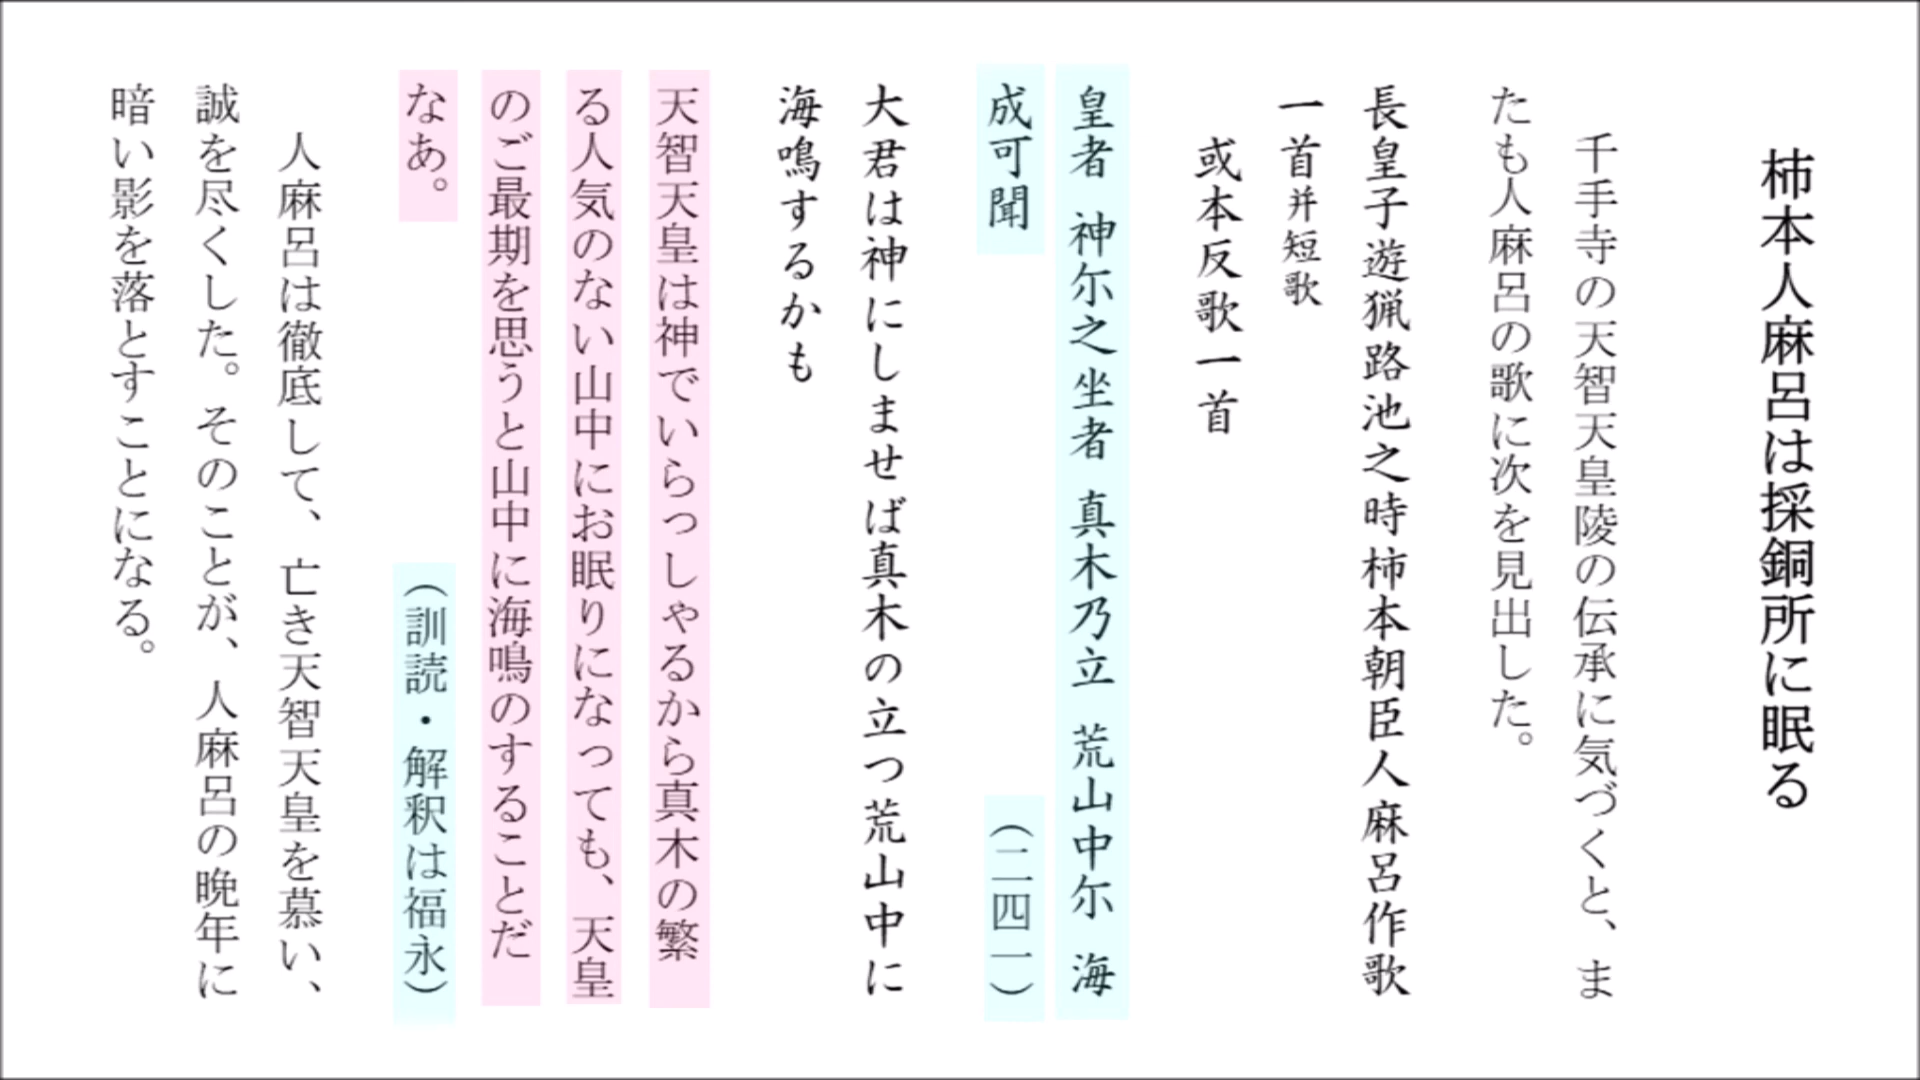 柿本人麻呂は採銅所に眠る
千手寺の天智天皇陵の伝承に気づくと、ま
たも人麻呂の歌に次を見出した。
長皇子遊猟路池之時柿本朝臣人麻呂作歌
一首并短歌
或本反歌一首
皇者 神尓之坐者 真木乃立 荒山中尓 海
成可聞 （二四一）
大君は神にしませば真木の立つ荒山中に
海鳴するかも
天智天皇は神でいらっしゃるから真木の繁
る人気のない山中にお眠りになっても、天皇
のご最期を思うと山中に海鳴のすることだ
なあ。 （訓読・解釈は福永）
人麻呂は徹底して、亡き天智天皇を慕い、
誠を尽くした。そのことが、人麻呂の晩年に
暗い影を落とすことになる。